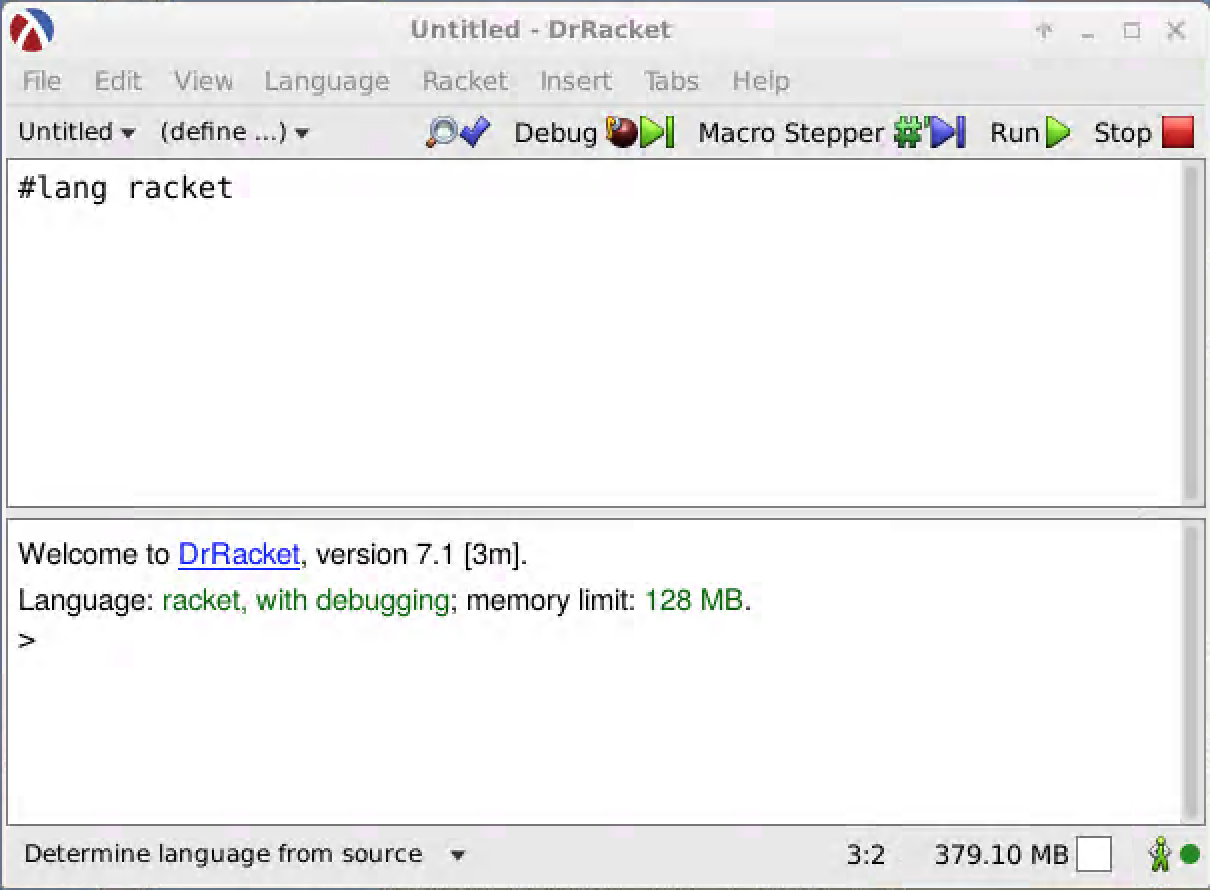 Untitled - DrRacket
File Edit View Language Racket Insert Tabs Help
Untitled (define ...) Debug Macro Stepper Run Stop
#lang racket
Welcome to DrRacket, version 7.1 [3m].
Language: racket, with debugging; memory limit: 128 MB.
>
Determine language from source 3:2 379.10 MB